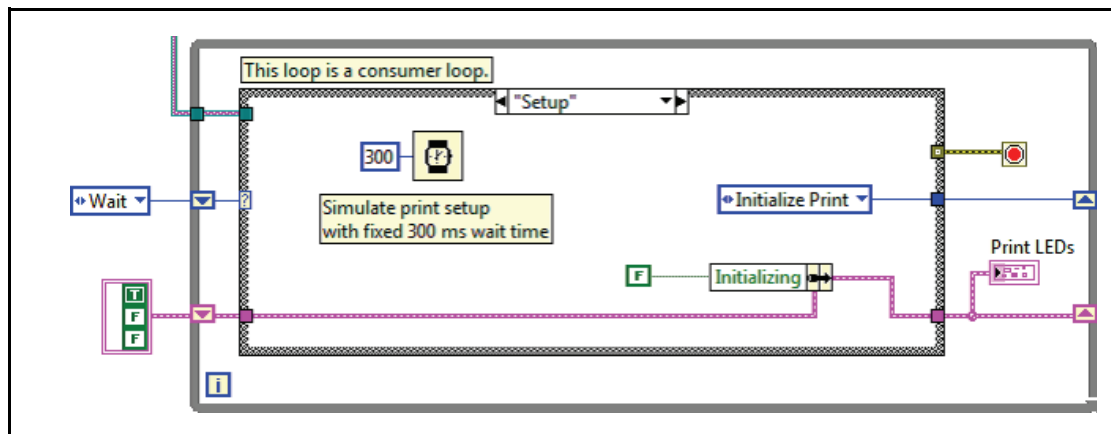 This loop is a consumer loop.
"Setup"
300
Wait
?
Simulate print setup
with fixed 300 ms wait time
Initialize Print
Print LEDs
F
Initializing
T
F
F
i